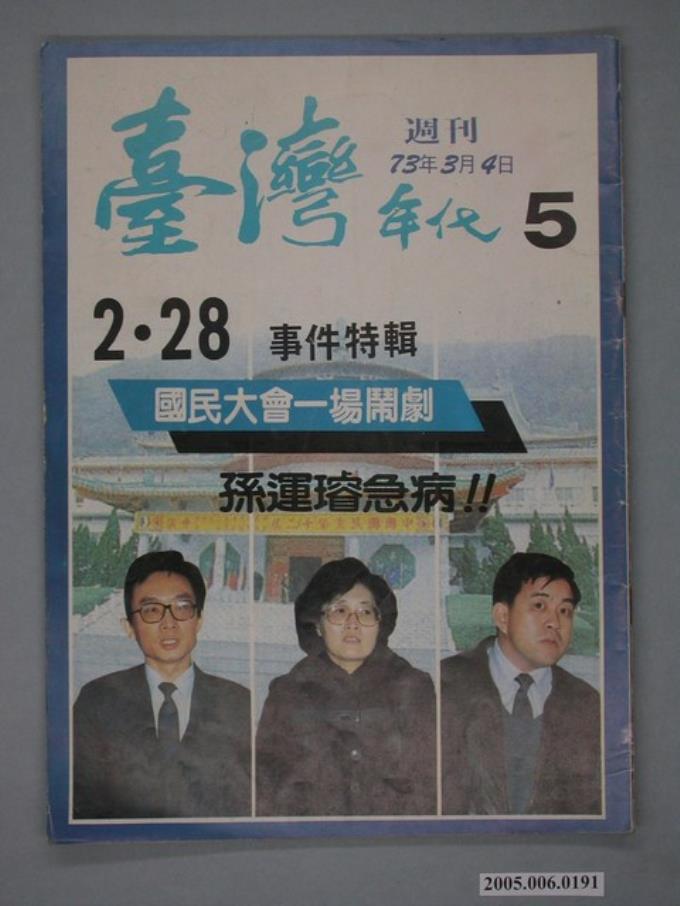 臺灣年代 5
週刊
73年3月4日
2·28 事件特輯
國民大會一場鬧劇
孫運璿急病!!
2005.006.0191